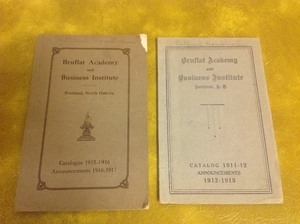 Bruflat Academy
and
Business Institute
Portland, North Dakota
Catalogue 1915-1916
Announcements 1916-1917
Bruflat Academy
and
Business Institute
Portland, N. D.
CATALOG 1911-12
ANNOUNCEMENTS
1912-1913